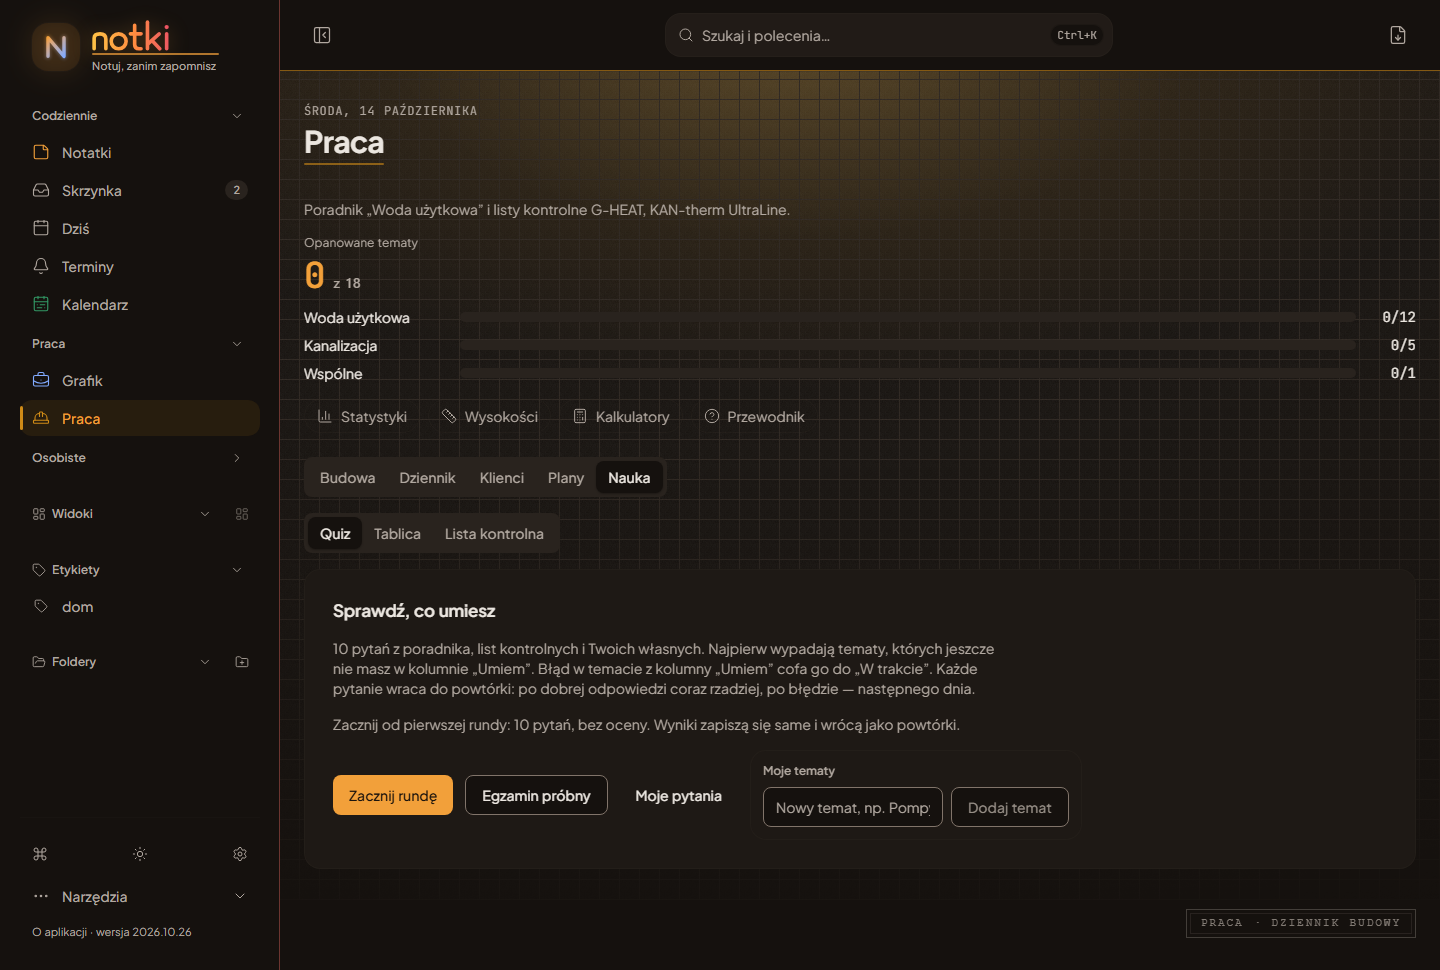 N notki
Notuj, zanim zapomnisz
Codziennie
Notatki
Skrzynka 2
Dziś
Terminy
Kalendarz
Praca
Grafik
Praca
Osobiste
Widoki
Etykiety
dom
Foldery
Narzędzia
O aplikacji · wersja 2026.10.26
Szukaj i polecenia... Ctrl+K
ŚRODA, 14 PAŹDZIERNIKA
Praca
Poradnik „Woda użytkowa” i listy kontrolne G-HEAT, KAN-therm UltraLine.
Opanowane tematy
0 z 18
Woda użytkowa 0/12
Kanalizacja 0/5
Wspólne 0/1
Statystyki Wysokości Kalkulatory Przewodnik
Budowa Dziennik Klienci Plany Nauka
Quiz Tablica Lista kontrolna
Sprawdź, co umiesz
10 pytań z poradnika, list kontrolnych i Twoich własnych. Najpierw wypadają tematy, których jeszcze
nie masz w kolumnie „Umiem”. Błąd w temacie z kolumny „Umiem” cofa go do „W trakcie”. Każde
pytanie wraca do powtórki: po dobrej odpowiedzi coraz rzadziej, po błędzie — następnego dnia.
Zacznij od pierwszej rundy: 10 pytań, bez oceny. Wyniki zapiszą się same i wrócą jako powtórki.
Moje tematy
Zacznij rundę Egzamin próbny Moje pytania Nowy temat, np. Pompy Dodaj temat
PRACA · DZIENNIK BUDOWY